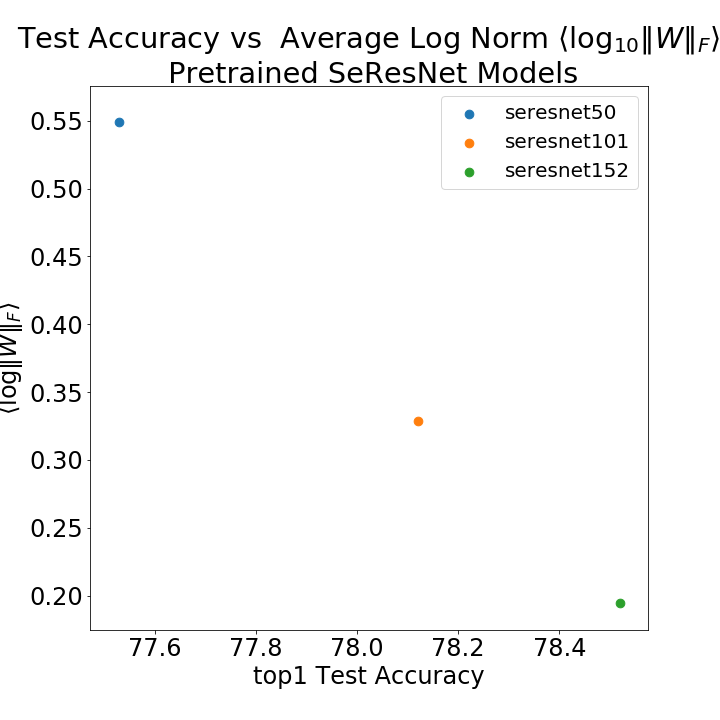 Test Accuracy vs  Average Log Norm ⟨log₁₀‖W‖_F⟩
Pretrained SeResNet Models
seresnet50
seresnet101
seresnet152
⟨log‖W‖_F⟩
0.55
0.50
0.45
0.40
0.35
0.30
0.25
0.20
77.6 77.8 78.0 78.2 78.4
top1 Test Accuracy